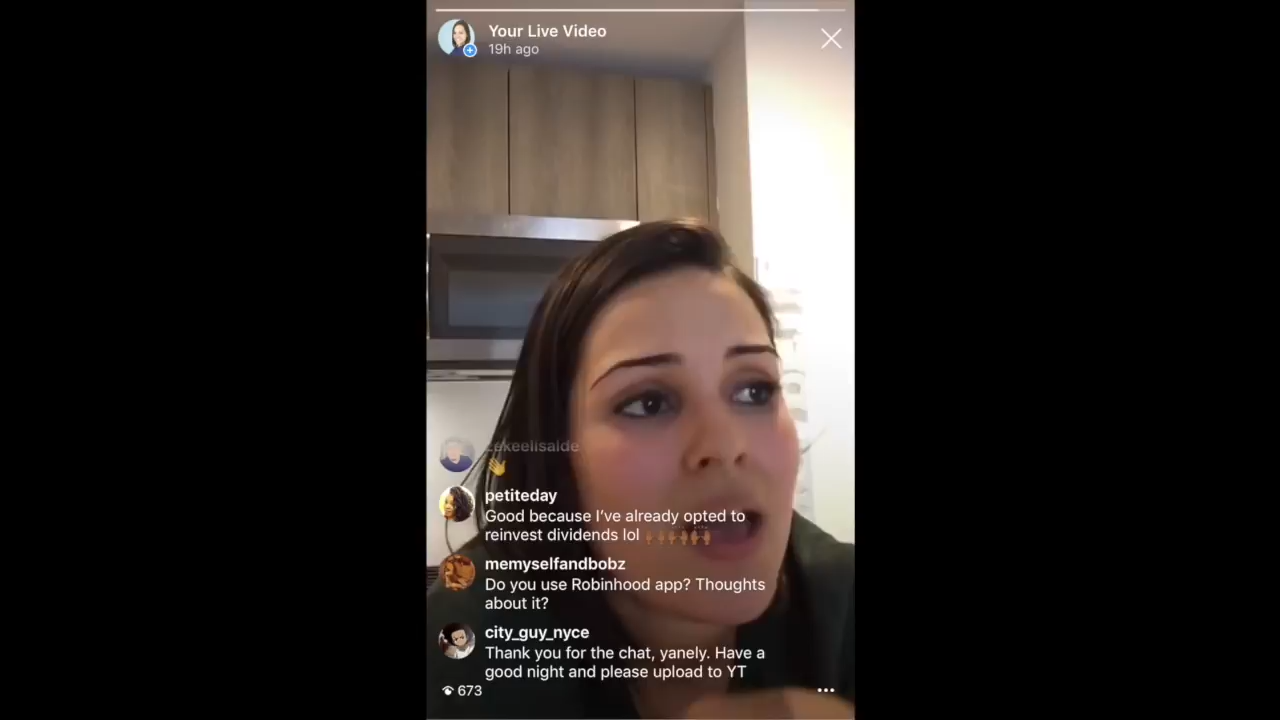 Your Live Video
19h ago
petiteday
Good because I've already opted to
reinvest dividends lol
memyselfandbobz
Do you use Robinhood app? Thoughts
about it?
city_guy_nyce
Thank you for the chat, yanely. Have a
good night and please upload to YT
673